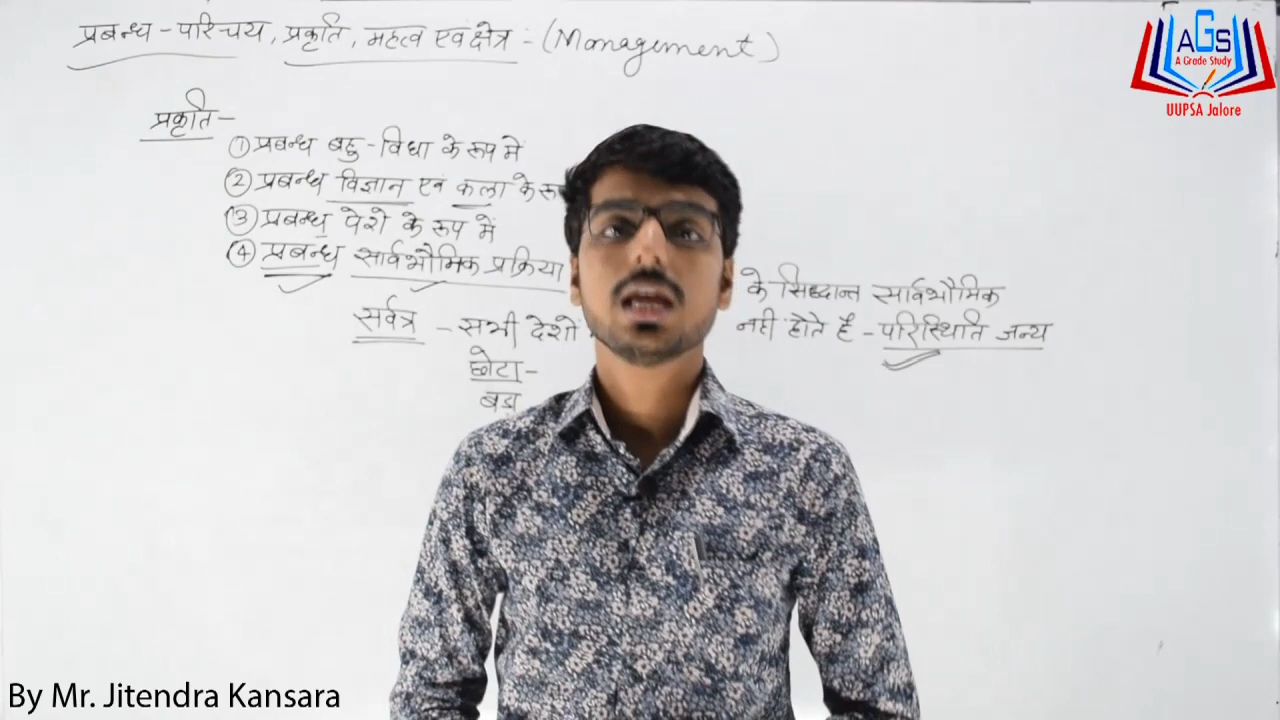 प्रबन्ध - परिचय, प्रकृति, महत्व एवं क्षेत्र :- (Management)
AGS
A Grade Study
UUPSA Jalore
प्रकृति -
① प्रबन्ध बहु - विधा के रूप में
② प्रबन्ध विज्ञान एवं कला के
③ प्रबन्ध पेशे के रूप में
④ प्रबन्ध सार्वभौमिक प्रक्रिया
के सिद्धान्त सार्वभौमिक
सर्वत्र - सभी देशों
नहीं होते हैं - परिस्थिति जन्य
छोटा -
बड़ा
By Mr. Jitendra Kansara